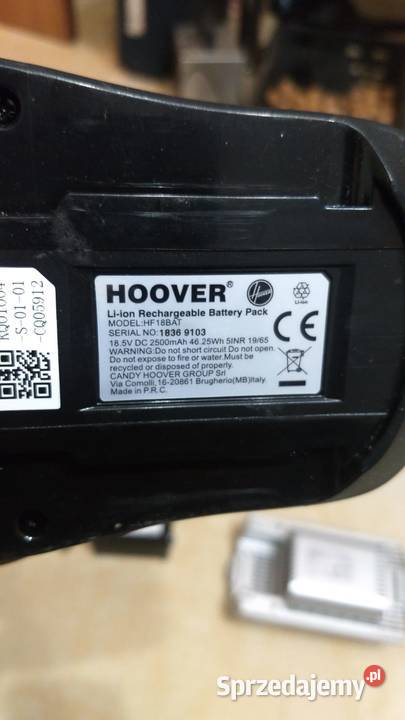 HOOVER® HOOVER
Li-ion
Li-ion Rechargeable Battery Pack
MODEL:HF18BAT
SERIAL NO: 1836 9103
18.5V DC 2500mAh 46.25Wh 5INR 19/65
WARNING:Do not short circuit Do not open.
Do not expose to fire or water.Must be
recycled or disposed of properly.
CANDY HOOVER GROUP Srl
Via Comolli,16-20861 Brugherio(MB)Italy.
Made in P.R.C.
-S-01-01
-CQ05912
Sprzedajemy.pl